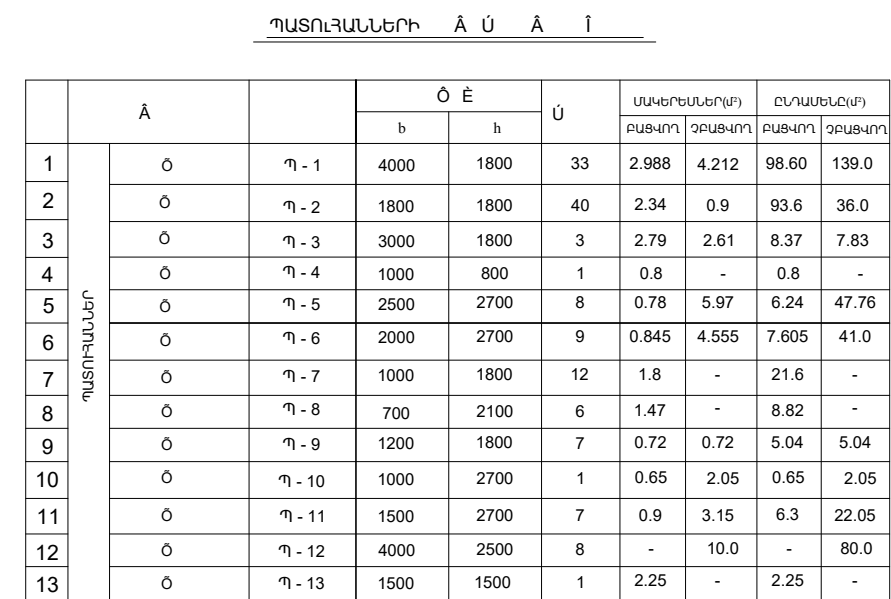 ՊԱՏՈւՀԱՆՆԵՐԻ Â Ú Â Î
Â Ô È Ú ՄԱԿԵՐԵՍՆԵՐ(մ²) ԸՆԴԱՄԵՆԸ(մ²)
b h ԲԱՑՎՈՂ ՉԲԱՑՎՈՂ ԲԱՑՎՈՂ ՉԲԱՑՎՈՂ
ՊԱՏՈՒՀԱՆՆԵՐ
1 Õ Պ - 1 4000 1800 33 2.988 4.212 98.60 139.0
2 Õ Պ - 2 1800 1800 40 2.34 0.9 93.6 36.0
3 Õ Պ - 3 3000 1800 3 2.79 2.61 8.37 7.83
4 Õ Պ - 4 1000 800 1 0.8 - 0.8 -
5 Õ Պ - 5 2500 2700 8 0.78 5.97 6.24 47.76
6 Õ Պ - 6 2000 2700 9 0.845 4.555 7.605 41.0
7 Õ Պ - 7 1000 1800 12 1.8 - 21.6 -
8 Õ Պ - 8 700 2100 6 1.47 - 8.82 -
9 Õ Պ - 9 1200 1800 7 0.72 0.72 5.04 5.04
10 Õ Պ - 10 1000 2700 1 0.65 2.05 0.65 2.05
11 Õ Պ - 11 1500 2700 7 0.9 3.15 6.3 22.05
12 Õ Պ - 12 4000 2500 8 - 10.0 - 80.0
13 Õ Պ - 13 1500 1500 1 2.25 - 2.25 -